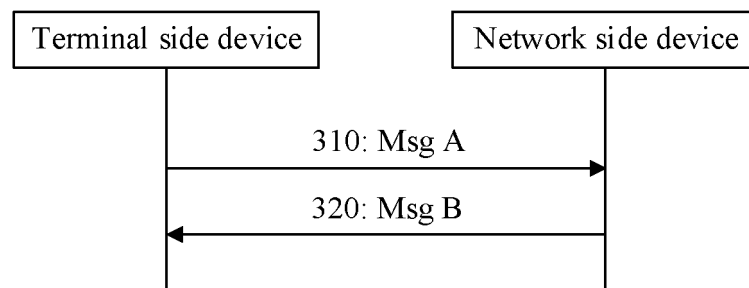 Terminal side device
Network side device
310: Msg A
320: Msg B